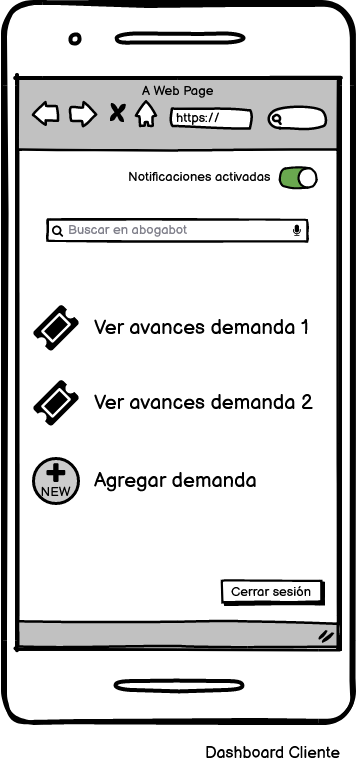 A Web Page
https://
Notificaciones activadas
Buscar en abogabot
Ver avances demanda 1
Ver avances demanda 2
NEW
Agregar demanda
Cerrar sesión
Dashboard Cliente